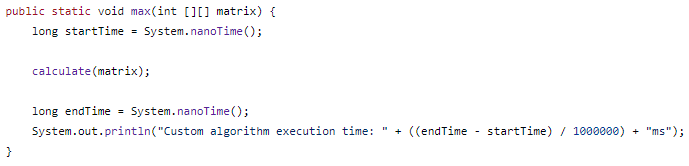 public static void max(int [][] matrix) {
    long startTime = System.nanoTime();
    calculate(matrix);
    long endTime = System.nanoTime();
    System.out.println("Custom algorithm execution time: " + ((endTime - startTime) / 1000000) + "ms");
}